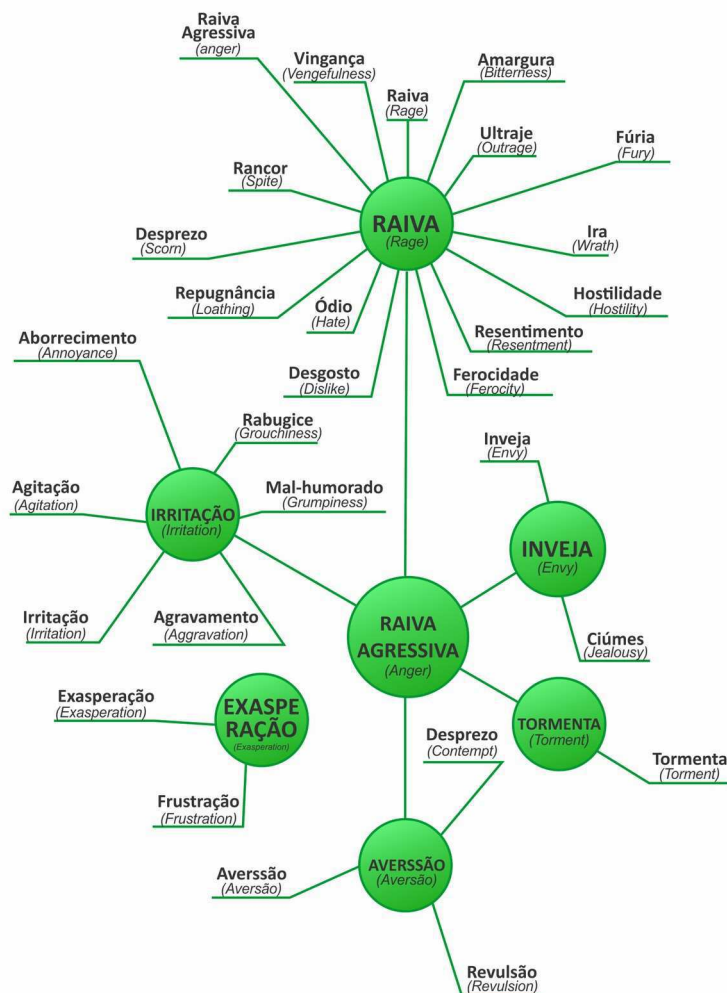 Raiva
Agressiva
(anger)
Vingança
(Vengefulness)
Raiva
(Rage)
Amargura
(Bitterness)
Ultraje
(Outrage)
Fúria
(Fury)
Rancor
(Spite)
RAIVA
(Rage)
Desprezo
(Scorn)
Ira
(Wrath)
Repugnância
(Loathing)
Ódio
(Hate)
Hostilidade
(Hostility)
Resentimento
(Resentment)
Desgosto
(Dislike)
Ferocidade
(Ferocity)
Aborrecimento
(Annoyance)
Rabugice
(Grouchiness)
Agitação
(Agitation)
IRRITAÇÃO
(Irritation)
Mal-humorado
(Grumpiness)
Irritação
(Irritation)
Agravamento
(Aggravation)
Inveja
(Envy)
INVEJA
(Envy)
Ciúmes
(Jealousy)
RAIVA
AGRESSIVA
(Anger)
Exasperação
(Exasperation)
EXASPE
RAÇÃO
(Exasperation)
Frustração
(Frustration)
TORMENTA
(Torment)
Tormenta
(Torment)
Desprezo
(Contempt)
AVERSSÃO
(Aversão)
Averssão
(Aversão)
Revulsão
(Revulsion)